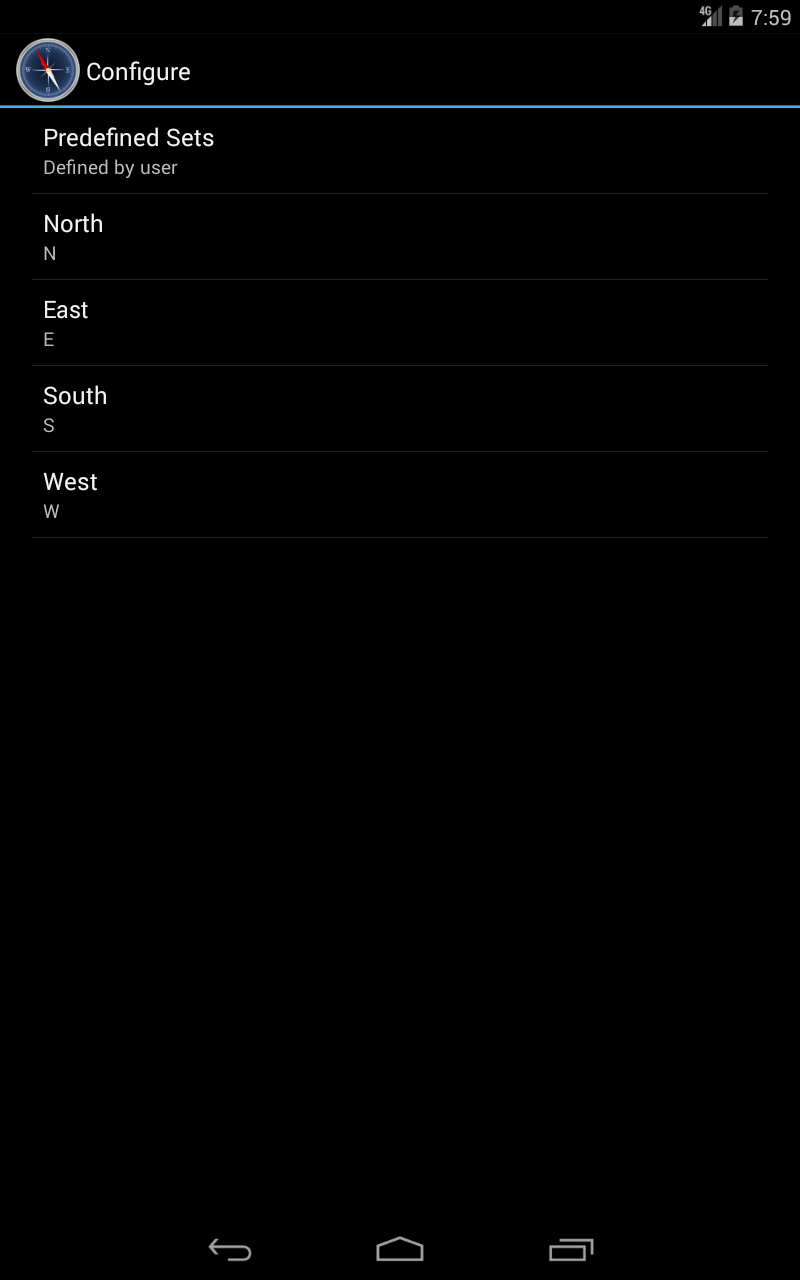 4G 7:59
Configure
Predefined Sets
Defined by user
North
N
East
E
South
S
West
W